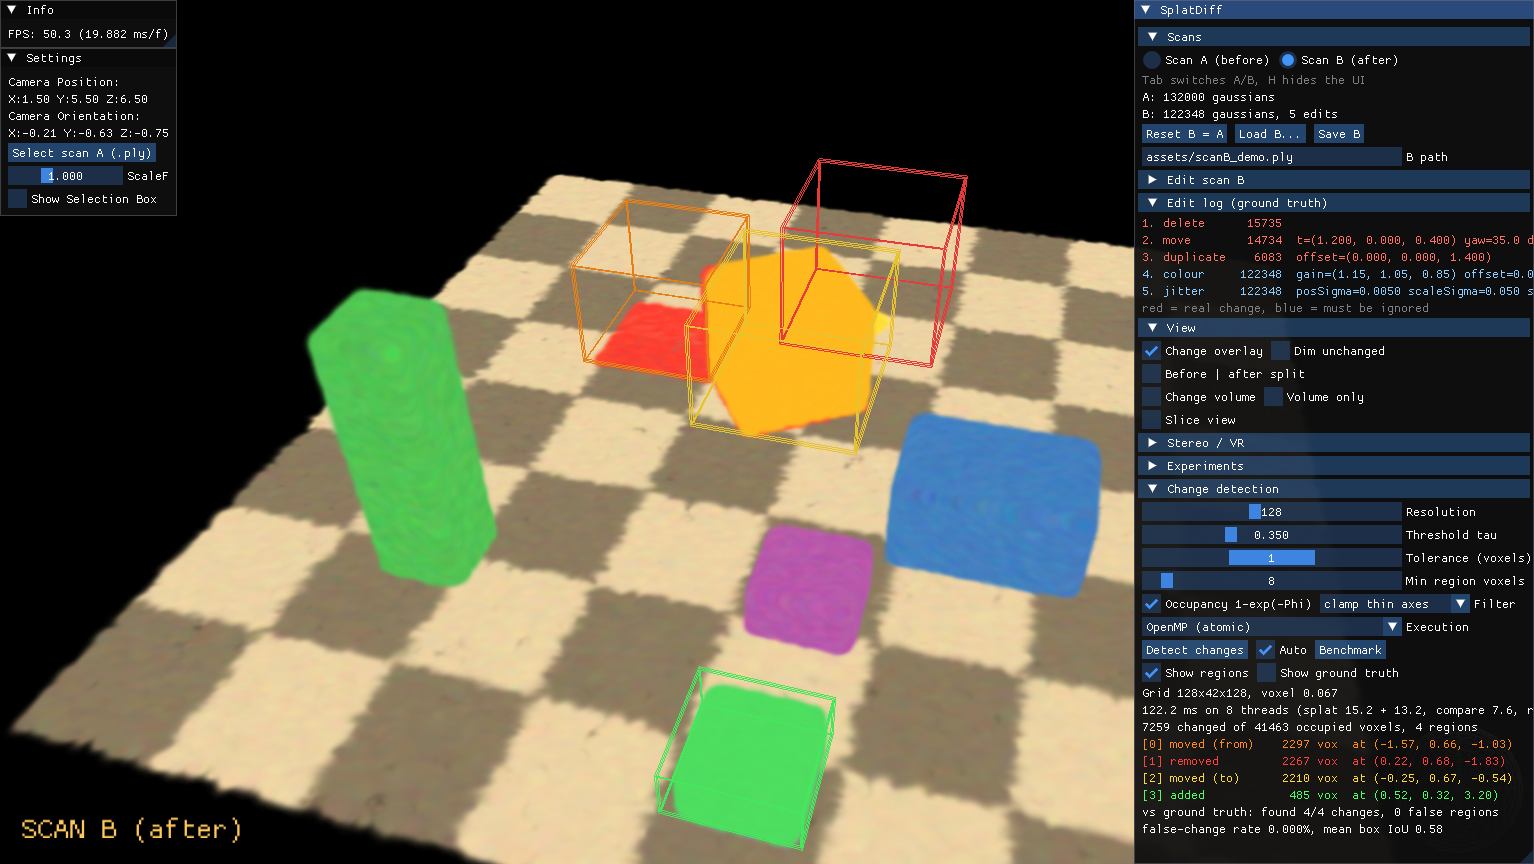 Info
FPS: 50.3 (19.882 ms/f)
Settings
Camera Position:
X:1.50 Y:5.50 Z:6.50
Camera Orientation:
X:-0.21 Y:-0.63 Z:-0.75
Select scan A (.ply)
1.000 ScaleF
Show Selection Box
SCAN B (after)
SplatDiff
Scans
Scan A (before) Scan B (after)
Tab switches A/B, H hides the UI
A: 132000 gaussians
B: 122348 gaussians, 5 edits
Reset B = A Load B... Save B
assets/scanB_demo.ply B path
Edit scan B
Edit log (ground truth)
1. delete 15735
2. move 14734 t=(1.200, 0.000, 0.400) yaw=35.0 d
3. duplicate 6083 offset=(0.000, 0.000, 1.400)
4. colour 122348 gain=(1.15, 1.05, 0.85) offset=0.0
5. jitter 122348 posSigma=0.0050 scaleSigma=0.050 s
red = real change, blue = must be ignored
View
Change overlay Dim unchanged
Before | after split
Change volume Volume only
Slice view
Stereo / VR
Experiments
Change detection
128 Resolution
0.350 Threshold tau
1 Tolerance (voxels)
8 Min region voxels
Occupancy 1-exp(-Phi) clamp thin axes Filter
OpenMP (atomic) Execution
Detect changes Auto Benchmark
Show regions Show ground truth
Grid 128x42x128, voxel 0.067
122.2 ms on 8 threads (splat 15.2 + 13.2, compare 7.6, r
7259 changed of 41463 occupied voxels, 4 regions
[0] moved (from) 2297 vox at (-1.57, 0.66, -1.03)
[1] removed 2267 vox at (0.22, 0.68, -1.83)
[2] moved (to) 2210 vox at (-0.25, 0.67, -0.54)
[3] added 485 vox at (0.52, 0.32, 3.20)
vs ground truth: found 4/4 changes, 0 false regions
false-change rate 0.000%, mean box IoU 0.58